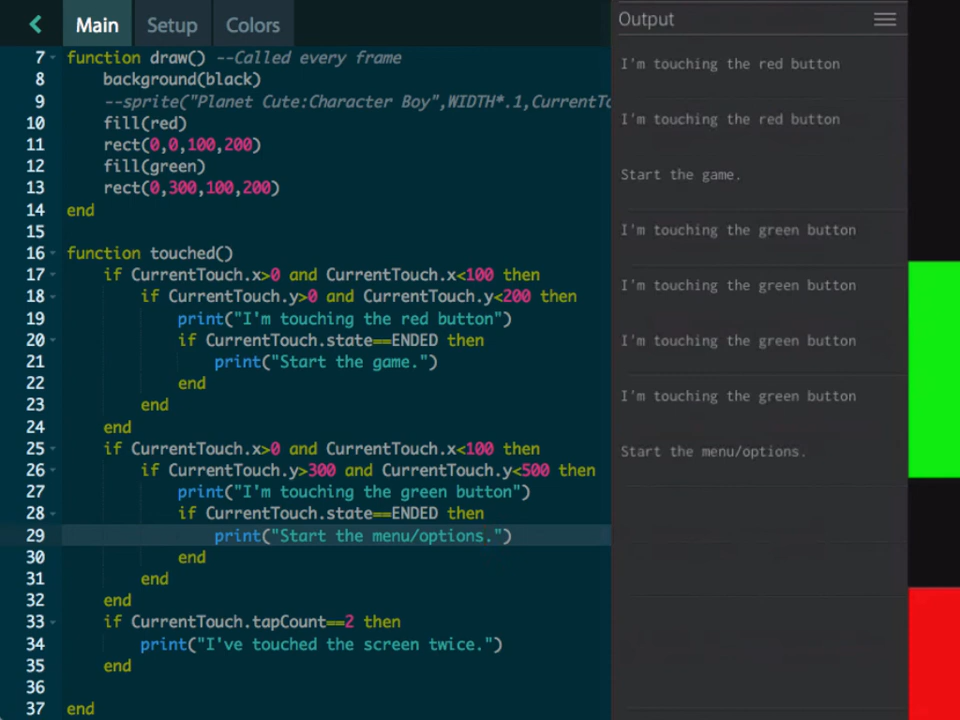 Main Setup Colors
7 function draw() --Called every frame
8 background(black)
9 --sprite("Planet Cute:Character Boy",WIDTH*.1,CurrentTo
10 fill(red)
11 rect(0,0,100,200)
12 fill(green)
13 rect(0,300,100,200)
14 end
15
16 function touched()
17 if CurrentTouch.x>0 and CurrentTouch.x<100 then
18 if CurrentTouch.y>0 and CurrentTouch.y<200 then
19 print("I'm touching the red button")
20 if CurrentTouch.state==ENDED then
21 print("Start the game.")
22 end
23 end
24 end
25 if CurrentTouch.x>0 and CurrentTouch.x<100 then
26 if CurrentTouch.y>300 and CurrentTouch.y<500 then
27 print("I'm touching the green button")
28 if CurrentTouch.state==ENDED then
29 print("Start the menu/options.")
30 end
31 end
32 end
33 if CurrentTouch.tapCount==2 then
34 print("I've touched the screen twice.")
35 end
36
37 end
Output
I'm touching the red button
I'm touching the red button
Start the game.
I'm touching the green button
I'm touching the green button
I'm touching the green button
I'm touching the green button
Start the menu/options.